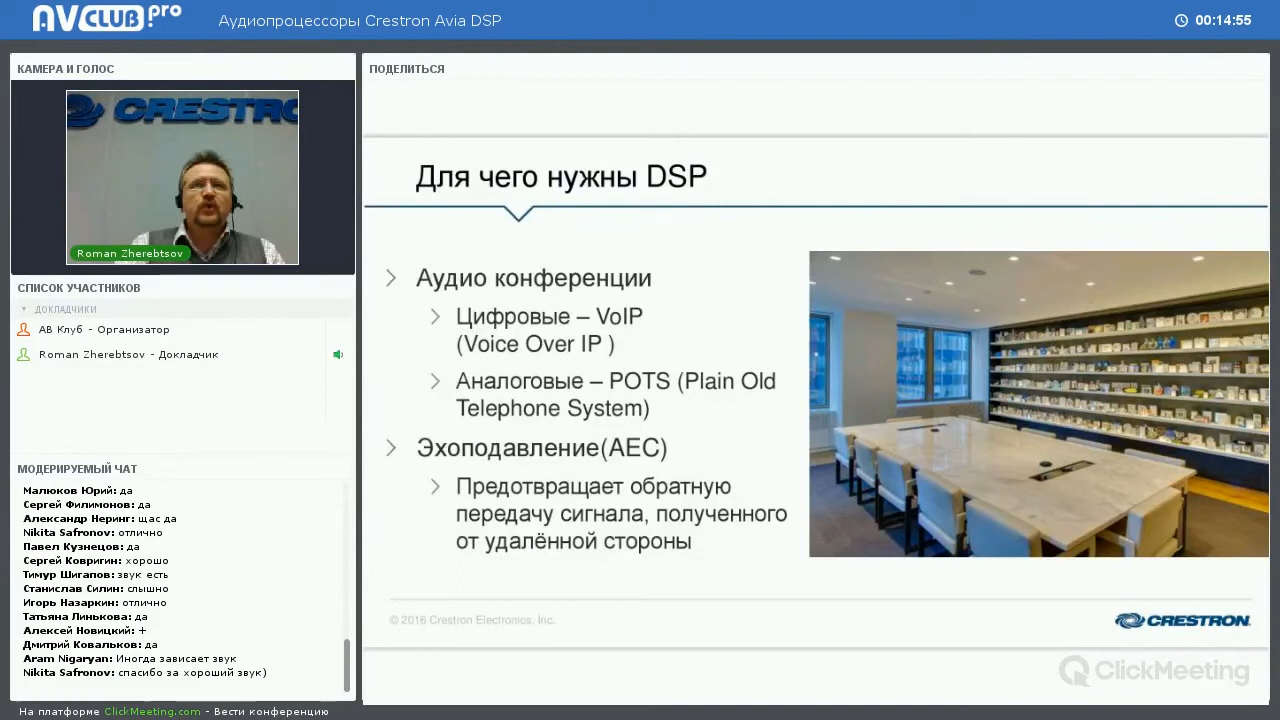 AVCLUB.pro
Аудиопроцессоры Crestron Avia DSP
00:14:55
КАМЕРА И ГОЛОС
CRESTRO
Roman Zherebtsov
СПИСОК УЧАСТНИКОВ
ДОКЛАДЧИКИ
АВ Клуб - Организатор
Roman Zherebtsov - Докладчик
МОДЕРИРУЕМЫЙ ЧАТ
Малюков Юрий: да
Сергей Филимонов: да
Александр Неринг: щас да
Nikita Safronov: отлично
Павел Кузнецов: да
Сергей Ковригин: хорошо
Тимур Шигапов: звук есть
Станислав Силин: слышно
Игорь Назаркин: отлично
Татьяна Линькова: да
Алексей Новицкий: +
Дмитрий Ковальков: да
Aram Nigaryan: Иногда зависает звук
Nikita Safronov: спасибо за хороший звук)
На платформе ClickMeeting.com - Вести конференцию
ПОДЕЛИТЬСЯ
Для чего нужны DSP
Аудио конференции
Цифровые – VoIP
(Voice Over IP )
Аналоговые – POTS (Plain Old
Telephone System)
Эхоподавление(AEC)
Предотвращает обратную
передачу сигнала, полученного
от удалённой стороны
© 2016 Crestron Electronics, Inc.
CRESTRON
ClickMeeting